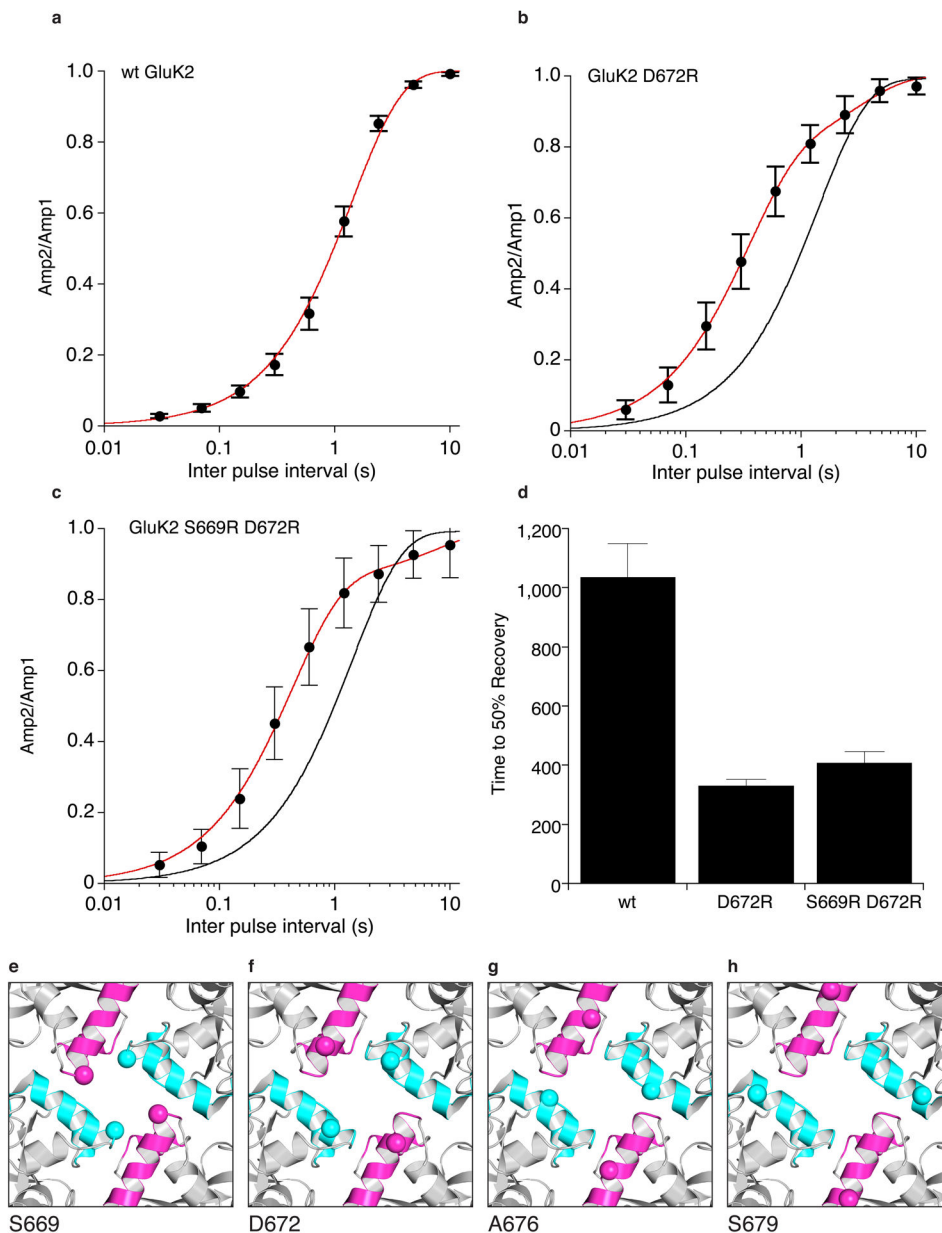 a
wt GluK2
1.0
0.8
0.6
0.4
0.2
0
0.01
0.1
1
10
Amp2/Amp1
Inter pulse interval (s)
b
GluK2 D672R
1.0
0.8
0.6
0.4
0.2
0
0.01
0.1
1
10
Amp2/Amp1
Inter pulse interval (s)
c
GluK2 S669R D672R
1.0
0.8
0.6
0.4
0.2
0
0.01
0.1
1
10
Amp2/Amp1
Inter pulse interval (s)
d
1,200
1,000
800
600
400
200
0
Time to 50% Recovery
wt
D672R
S669R D672R
e
S669
f
D672
g
A676
h
S679